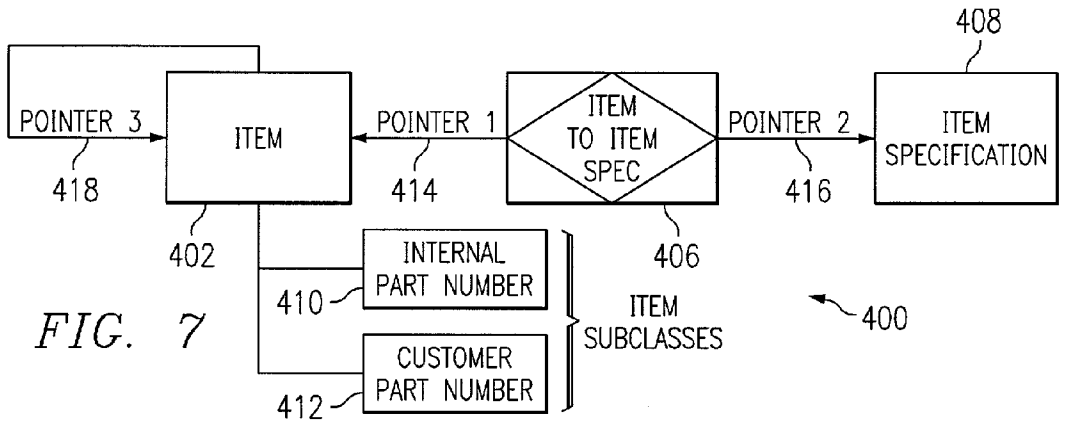 408
POINTER 3
ITEM
POINTER 1
ITEM
TO ITEM
SPEC
POINTER 2
ITEM
SPECIFICATION
418
414
416
402
406
INTERNAL
PART NUMBER
410
ITEM
SUBCLASSES
400
FIG. 7
CUSTOMER
PART NUMBER
412